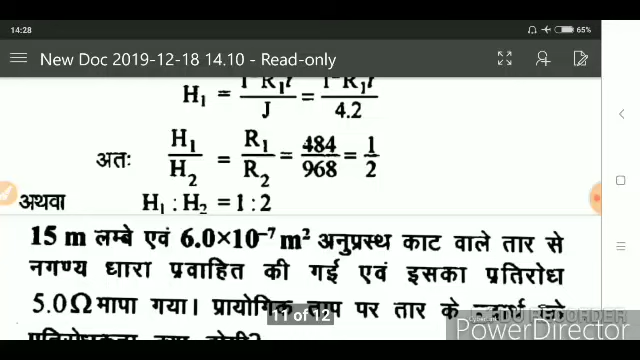 14:28
65%
New Doc 2019-12-18 14.10 - Read-only
H₁ = I²R₁t / J = I²R₁t / 4.2
अतः H₁ / H₂ = R₁ / R₂ = 484 / 968 = 1 / 2
अथवा H₁ : H₂ = 1 : 2
15 m लम्बे एवं 6.0×10⁻⁷ m² अनुप्रस्थ काट वाले तार से
नगण्य धारा प्रवाहित की गई एवं इसका प्रतिरोध
5.0Ω मापा गया। प्रायोगिक ताप पर तार के
11 of 12
PowerDirector